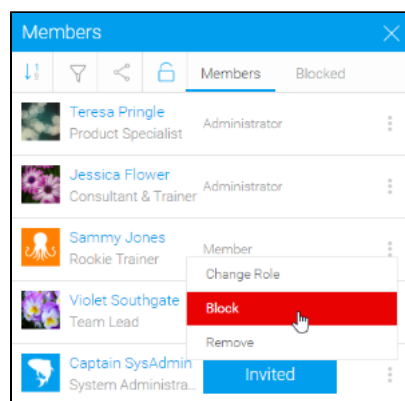 Members
Members Blocked
Teresa Pringle
Product Specialist
Administrator
Jessica Flower
Consultant & Trainer
Administrator
Sammy Jones
Rookie Trainer
Member
Change Role
Block
Remove
Violet Southgate
Team Lead
Captain SysAdmin
System Administra...
Invited